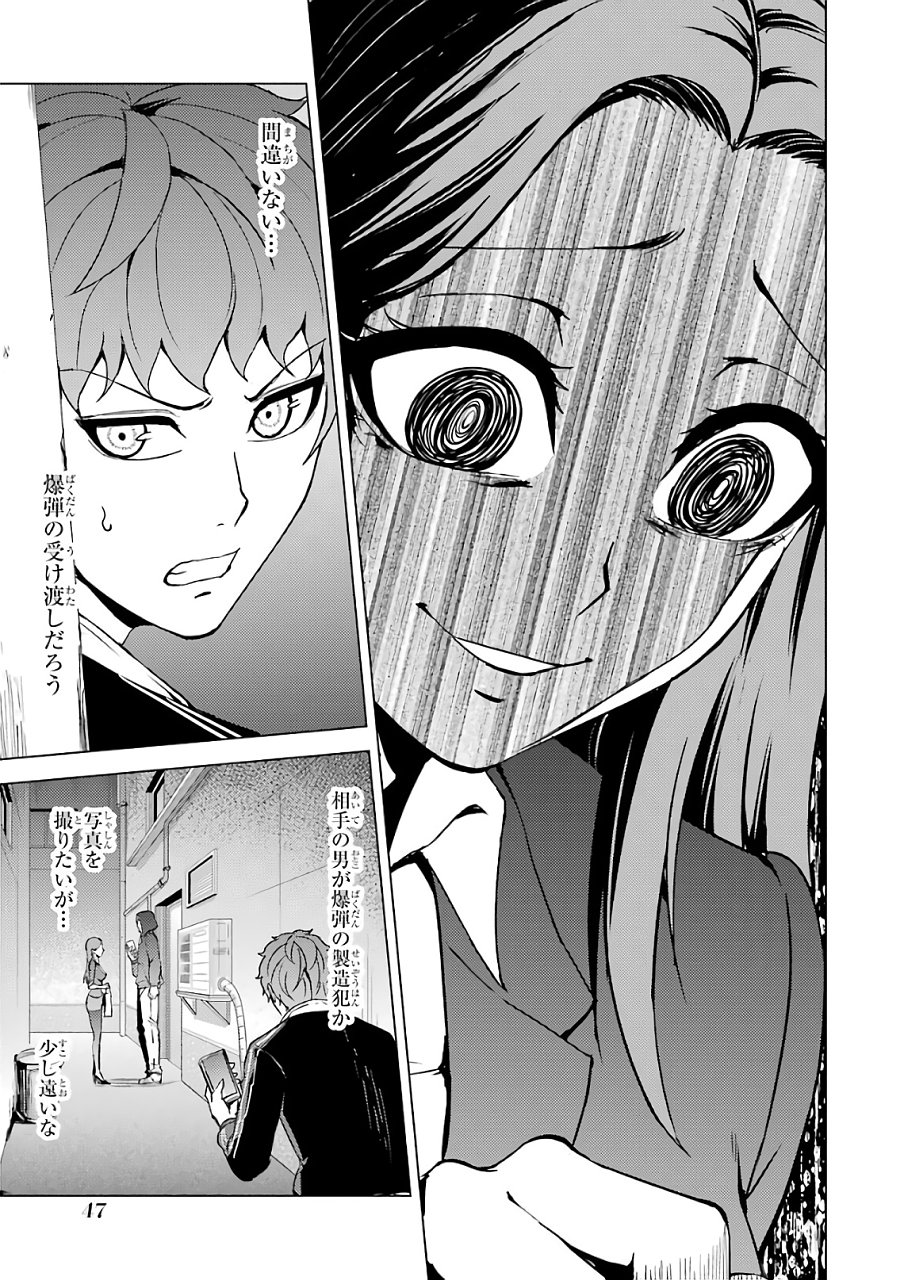 間違いない…
爆弾の受け渡しだろう
相手の男が爆弾の製造犯か
写真を
撮りたいが…
少し遠いな
47